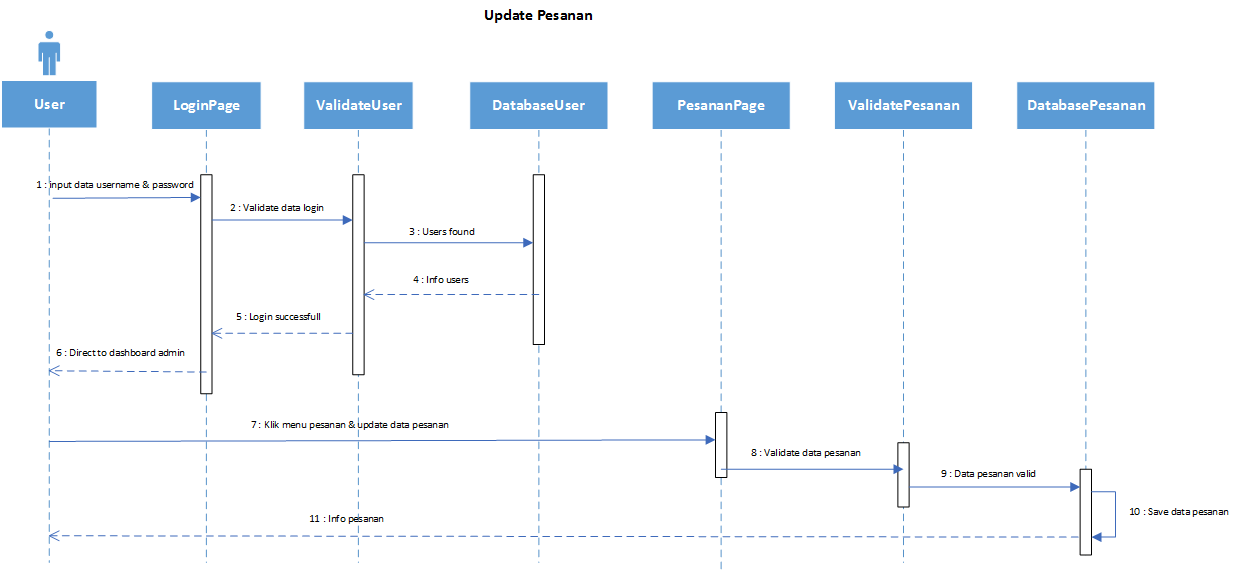 Update Pesanan
User
LoginPage
ValidateUser
DatabaseUser
PesananPage
ValidatePesanan
DatabasePesanan
1 : input data username & password
2 : Validate data login
3 : Users found
4 : Info users
5 : Login successfull
6 : Direct to dashboard admin
7 : Klik menu pesanan & update data pesanan
8 : Validate data pesanan
9 : Data pesanan valid
10 : Save data pesanan
11 : Info pesanan